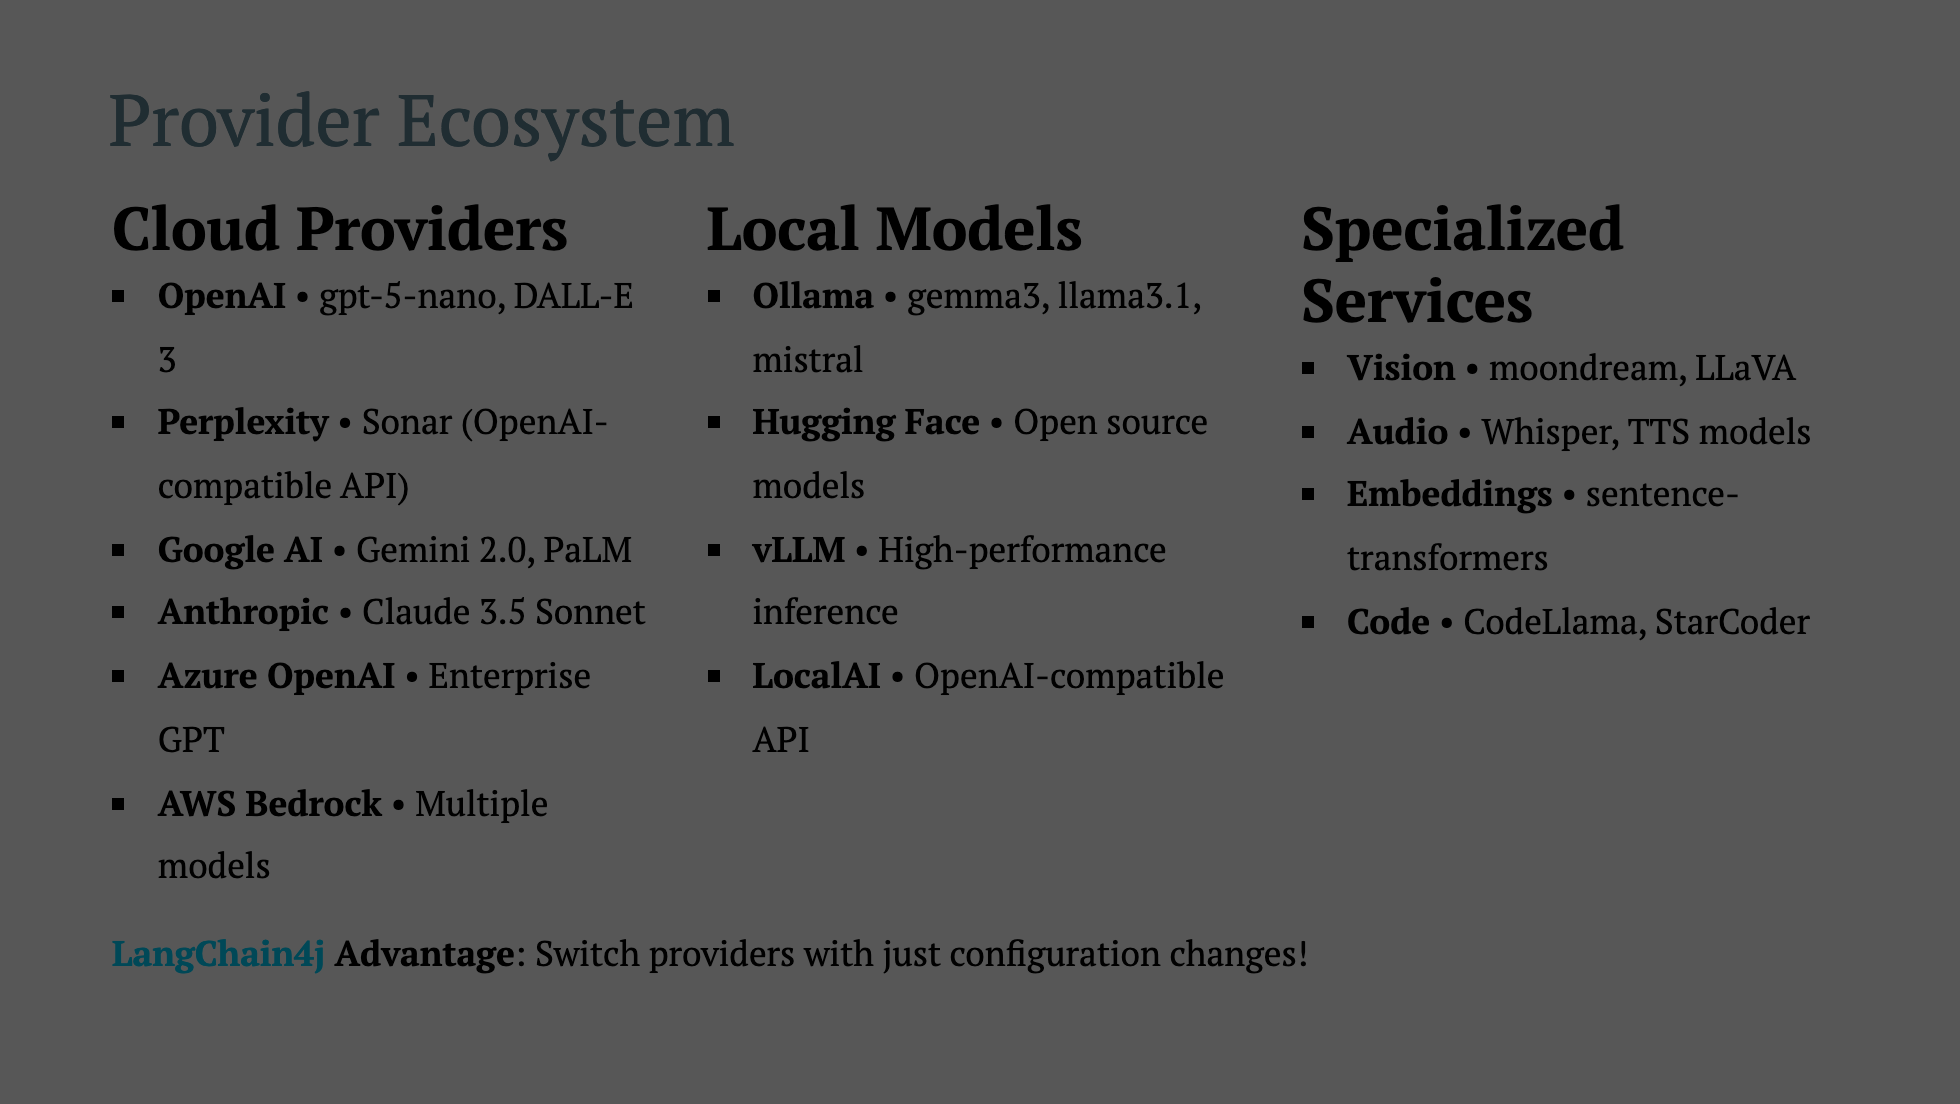 Provider Ecosystem
Cloud Providers
▪ OpenAI • gpt-5-nano, DALL-E
3
▪ Perplexity • Sonar (OpenAI-
compatible API)
▪ Google AI • Gemini 2.0, PaLM
▪ Anthropic • Claude 3.5 Sonnet
▪ Azure OpenAI • Enterprise
GPT
▪ AWS Bedrock • Multiple
models
Local Models
▪ Ollama • gemma3, llama3.1,
mistral
▪ Hugging Face • Open source
models
▪ vLLM • High-performance
inference
▪ LocalAI • OpenAI-compatible
API
Specialized
Services
▪ Vision • moondream, LLaVA
▪ Audio • Whisper, TTS models
▪ Embeddings • sentence-
transformers
▪ Code • CodeLlama, StarCoder
LangChain4j Advantage: Switch providers with just configuration changes!